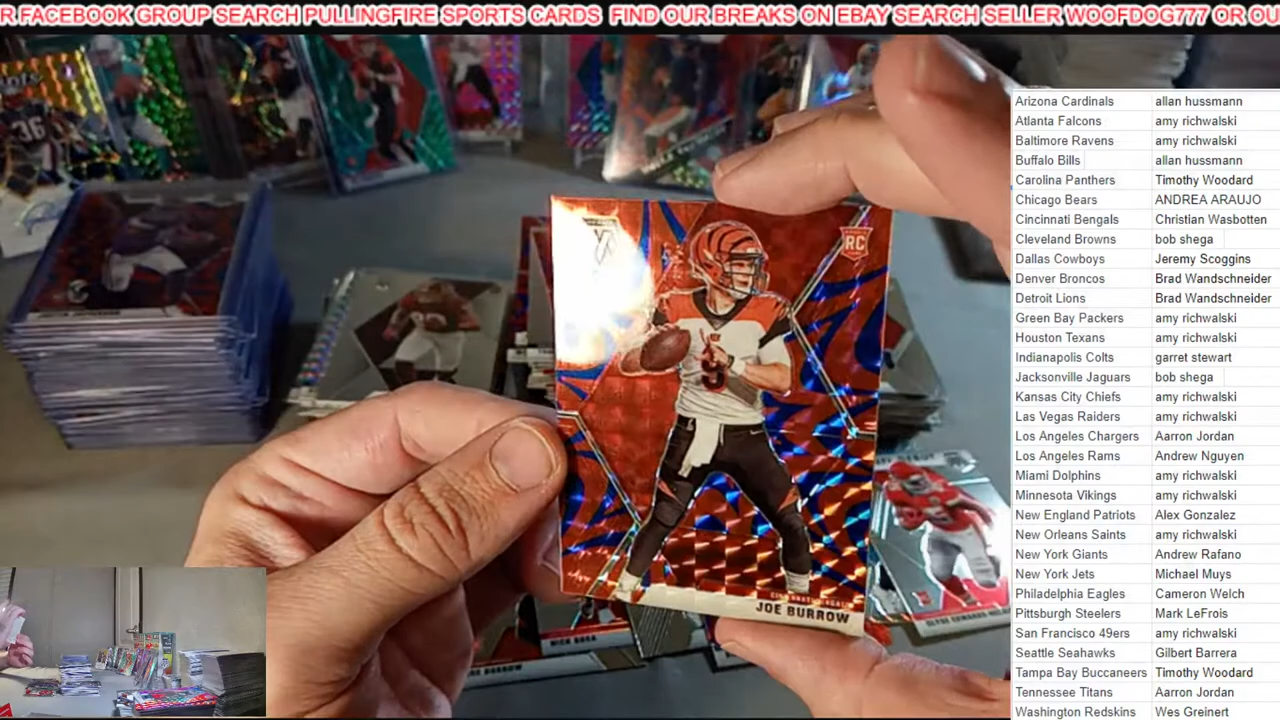 R FACEBOOK GROUP SEARCH PULLINGFIRE SPORTS CARDS FIND OUR BREAKS ON EBAY SEARCH SELLER WOOFDOG777 OR OU
Arizona Cardinals allan hussmann
Atlanta Falcons amy richwalski
Baltimore Ravens amy richwalski
Buffalo Bills allan hussmann
Carolina Panthers Timothy Woodard
Chicago Bears ANDREA ARAUJO
Cincinnati Bengals Christian Wasbotten
Cleveland Browns bob shega
Dallas Cowboys Jeremy Scoggins
Denver Broncos Brad Wandschneider
Detroit Lions Brad Wandschneider
Green Bay Packers amy richwalski
Houston Texans amy richwalski
Indianapolis Colts garret stewart
Jacksonville Jaguars bob shega
Kansas City Chiefs amy richwalski
Las Vegas Raiders amy richwalski
Los Angeles Chargers Aarron Jordan
Los Angeles Rams Andrew Nguyen
Miami Dolphins amy richwalski
Minnesota Vikings amy richwalski
New England Patriots Alex Gonzalez
New Orleans Saints amy richwalski
New York Giants Andrew Rafano
New York Jets Michael Muys
Philadelphia Eagles Cameron Welch
Pittsburgh Steelers Mark LeFrois
San Francisco 49ers amy richwalski
Seattle Seahawks Gilbert Barrera
Tampa Bay Buccaneers Timothy Woodard
Tennessee Titans Aarron Jordan
Washington Redskins Wes Greinert
36
RC
9
CINCINNATI BENGALS
JOE BURROW
NICK BOSA
BURROW